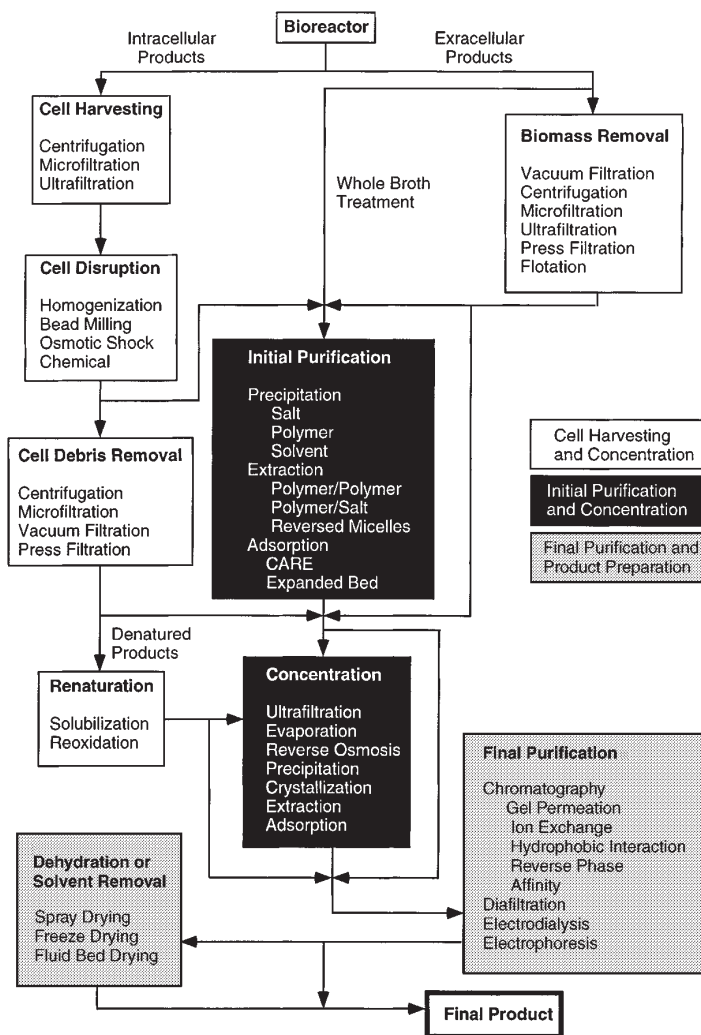 Bioreactor
Intracellular
Products
Extracellular
Products
Cell Harvesting
Centrifugation
Microfiltration
Ultrafiltration
Biomass Removal
Vacuum Filtration
Centrifugation
Microfiltration
Ultrafiltration
Press Filtration
Flotation
Whole Broth
Treatment
Cell Disruption
Homogenization
Bead Milling
Osmotic Shock
Chemical
Initial Purification
Precipitation
Salt
Polymer
Solvent
Extraction
Polymer/Polymer
Polymer/Salt
Reversed Micelles
Adsorption
CARE
Expanded Bed
Cell Debris Removal
Centrifugation
Microfiltration
Vacuum Filtration
Press Filtration
Cell Harvesting
and Concentration
Initial Purification
and Concentration
Final Purification and
Product Preparation
Denatured
Products
Renaturation
Solubilization
Reoxidation
Concentration
Ultrafiltration
Evaporation
Reverse Osmosis
Precipitation
Crystallization
Extraction
Adsorption
Final Purification
Chromatography
Gel Permeation
Ion Exchange
Hydrophobic Interaction
Reverse Phase
Affinity
Diafiltration
Electrodialysis
Electrophoresis
Dehydration or
Solvent Removal
Spray Drying
Freeze Drying
Fluid Bed Drying
Final Product